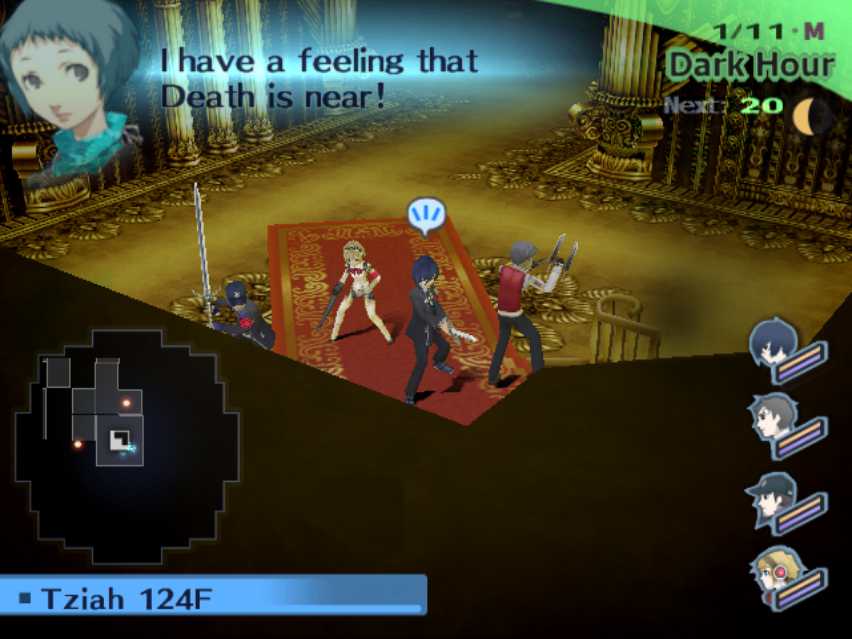 I have a feeling that
Death is near!
1/11・M
Dark Hour
Next: 20
Tziah 124F